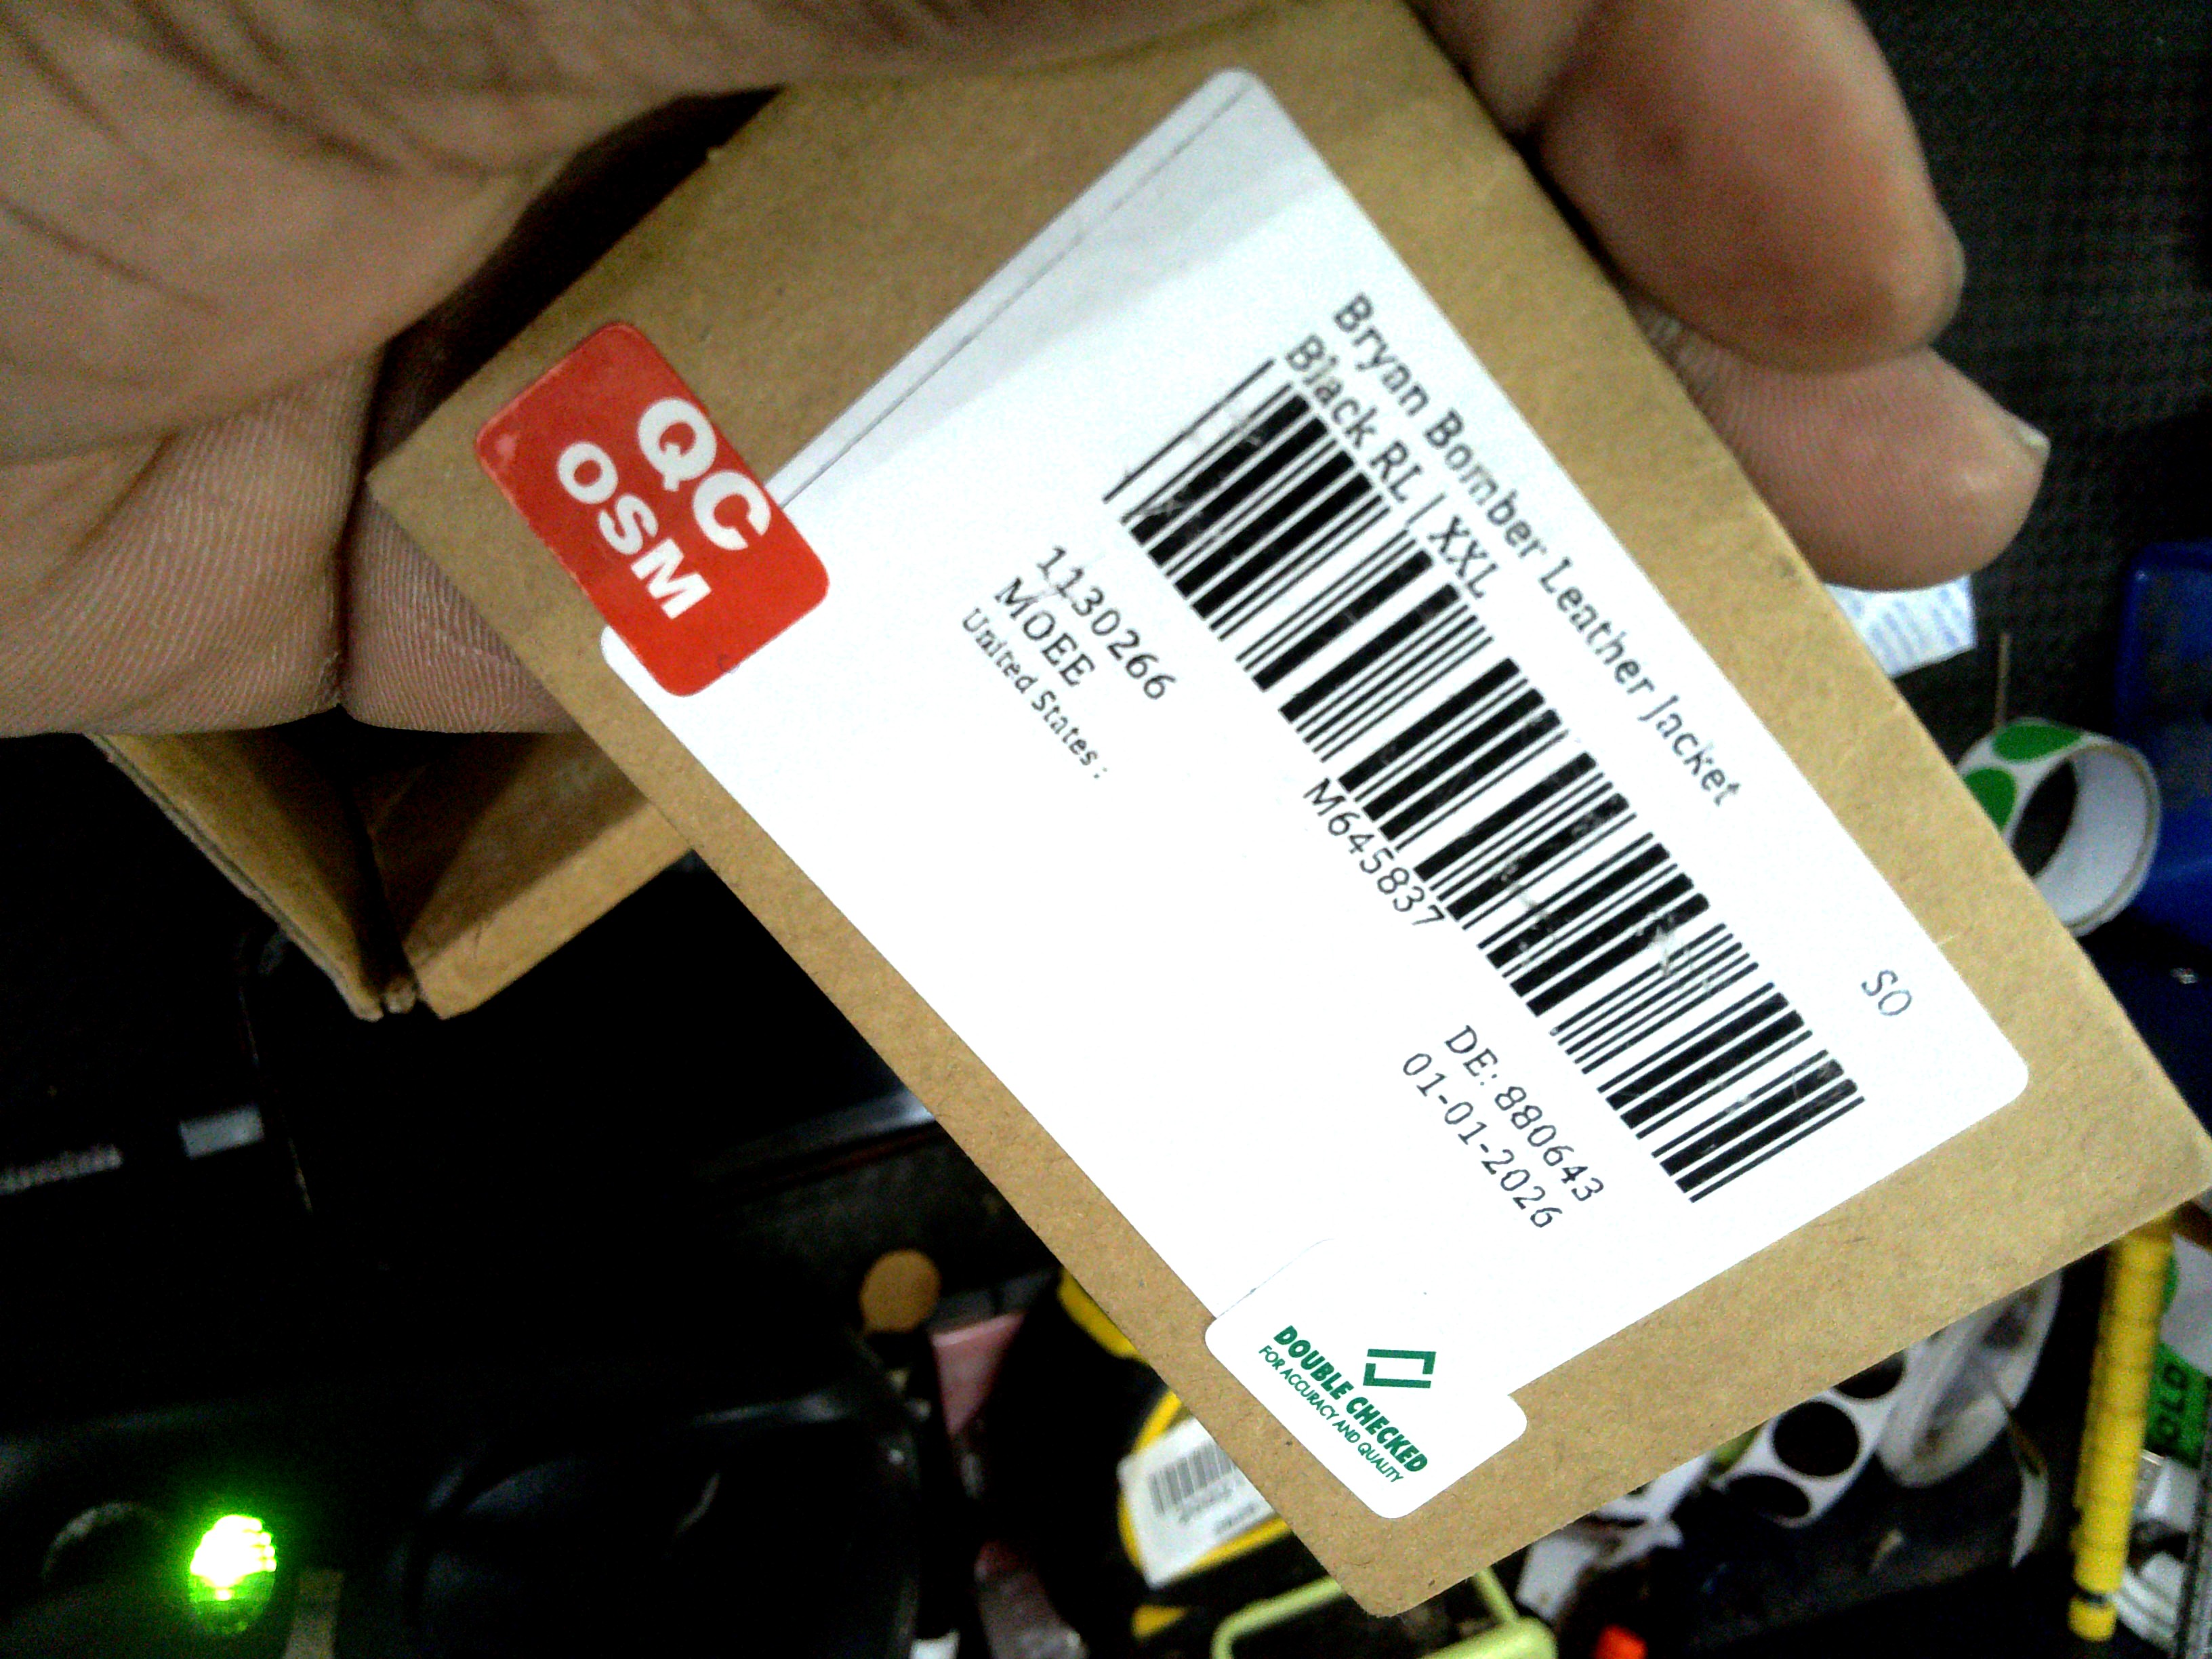 Bryan Bomber Leather Jacket
SO
Black RL | XXL
M645837
1130266
MOEE
United States :
DE: 880643
01-01-2026
QC
OSM
DOUBLE CHECKED
FOR ACCURACY AND QUALITY
OLD